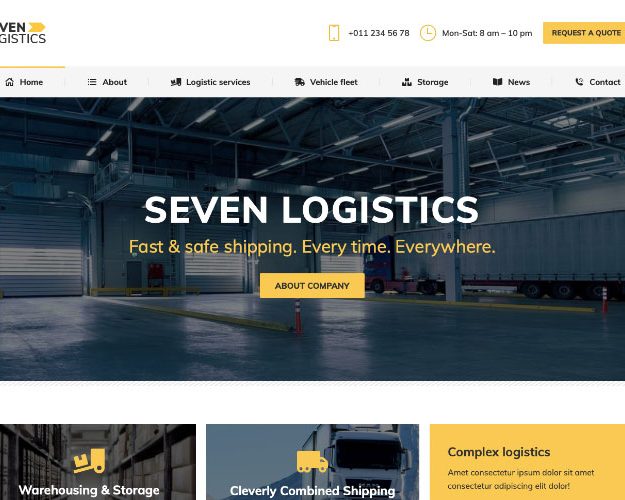 VEN
GISTICS
+011 234 56 78
Mon-Sat: 8 am – 10 pm
REQUEST A QUOTE
Home
About
Logistic services
Vehicle fleet
Storage
News
Contact
SEVEN LOGISTICS
Fast & safe shipping. Every time. Everywhere.
ABOUT COMPANY
Warehousing & Storage
Cleverly Combined Shipping
Complex logistics
Amet consectetur ipsum dolor sit amet
consectetur adipiscing elit dolor!